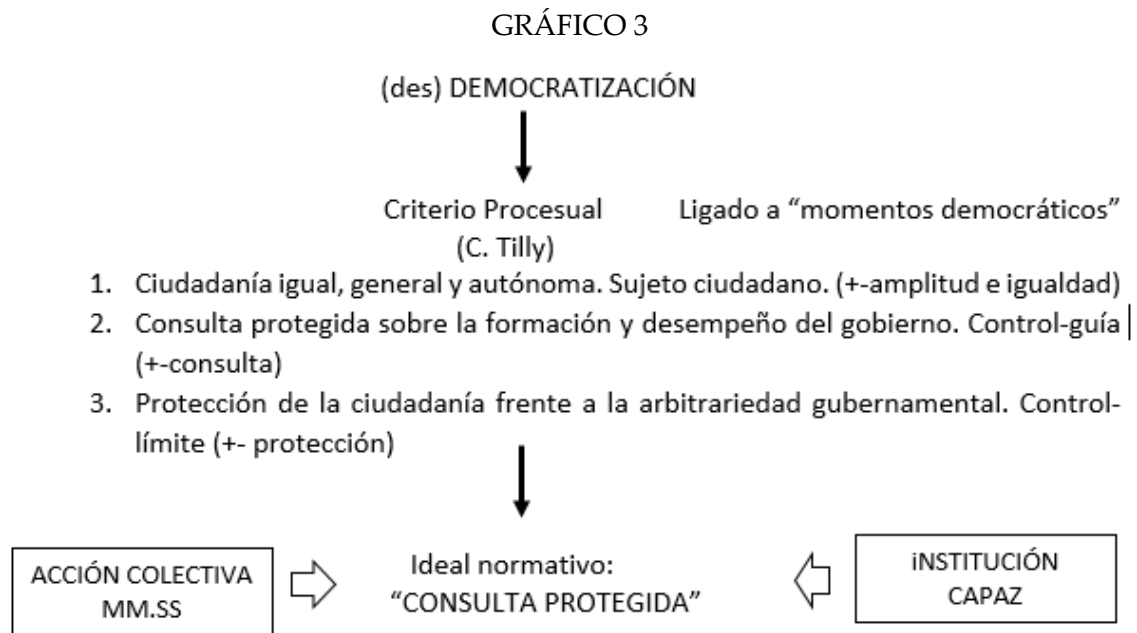 GRÁFICO 3
(des) DEMOCRATIZACIÓN
Criterio Procesual Ligado a “momentos democráticos”
(C. Tilly)
1. Ciudadanía igual, general y autónoma. Sujeto ciudadano. (+-amplitud e igualdad)
2. Consulta protegida sobre la formación y desempeño del gobierno. Control-guía
(+-consulta)
3. Protección de la ciudadanía frente a la arbitrariedad gubernamental. Control-
límite (+- protección)
ACCIÓN COLECTIVA
MM.SS
Ideal normativo:
“CONSULTA PROTEGIDA”
iNSTITUCIÓN
CAPAZ